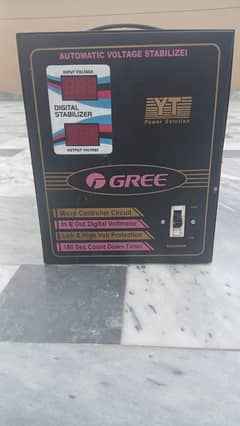 AUTOMATIC VOLTAGE STABILIZEI
INPUT VOLTAGE
DIGITAL
STABILIZER
OUTPUT VOLTAGE
YT
Power Solution
GREE
Micro Controller Circuit
In & Out Digital Voltmeter
Low & High Volt Protection
180 Sec Count Down Timer